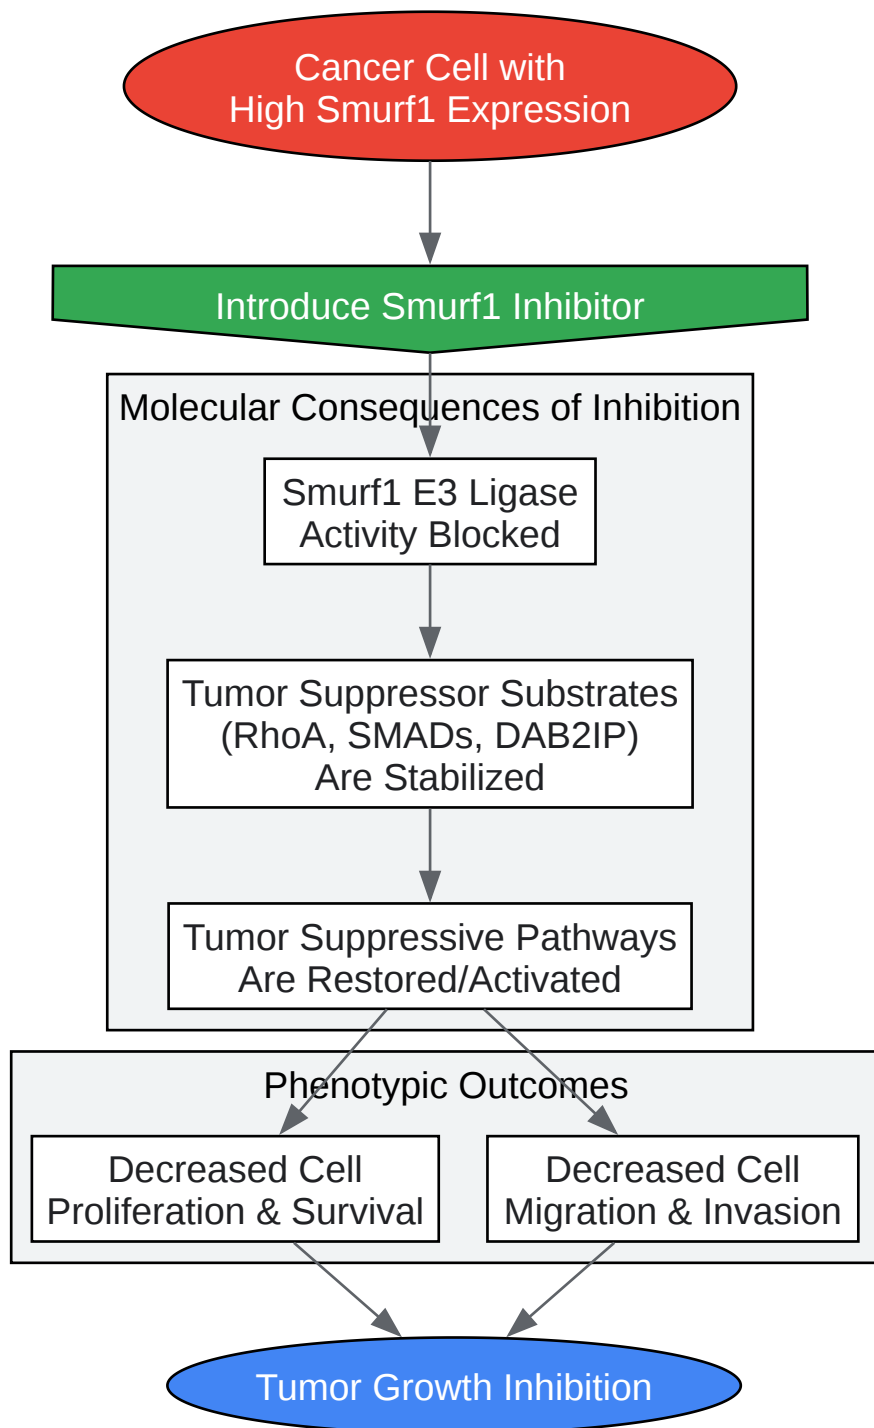 Cancer Cell with
High Smurf1 Expression
Introduce Smurf1 Inhibitor
Molecular Consequences of Inhibition
Smurf1 E3 Ligase
Activity Blocked
Tumor Suppressor Substrates
(RhoA, SMADs, DAB2IP)
Are Stabilized
Tumor Suppressive Pathways
Are Restored/Activated
Phenotypic Outcomes
Decreased Cell
Proliferation & Survival
Decreased Cell
Migration & Invasion
Tumor Growth Inhibition